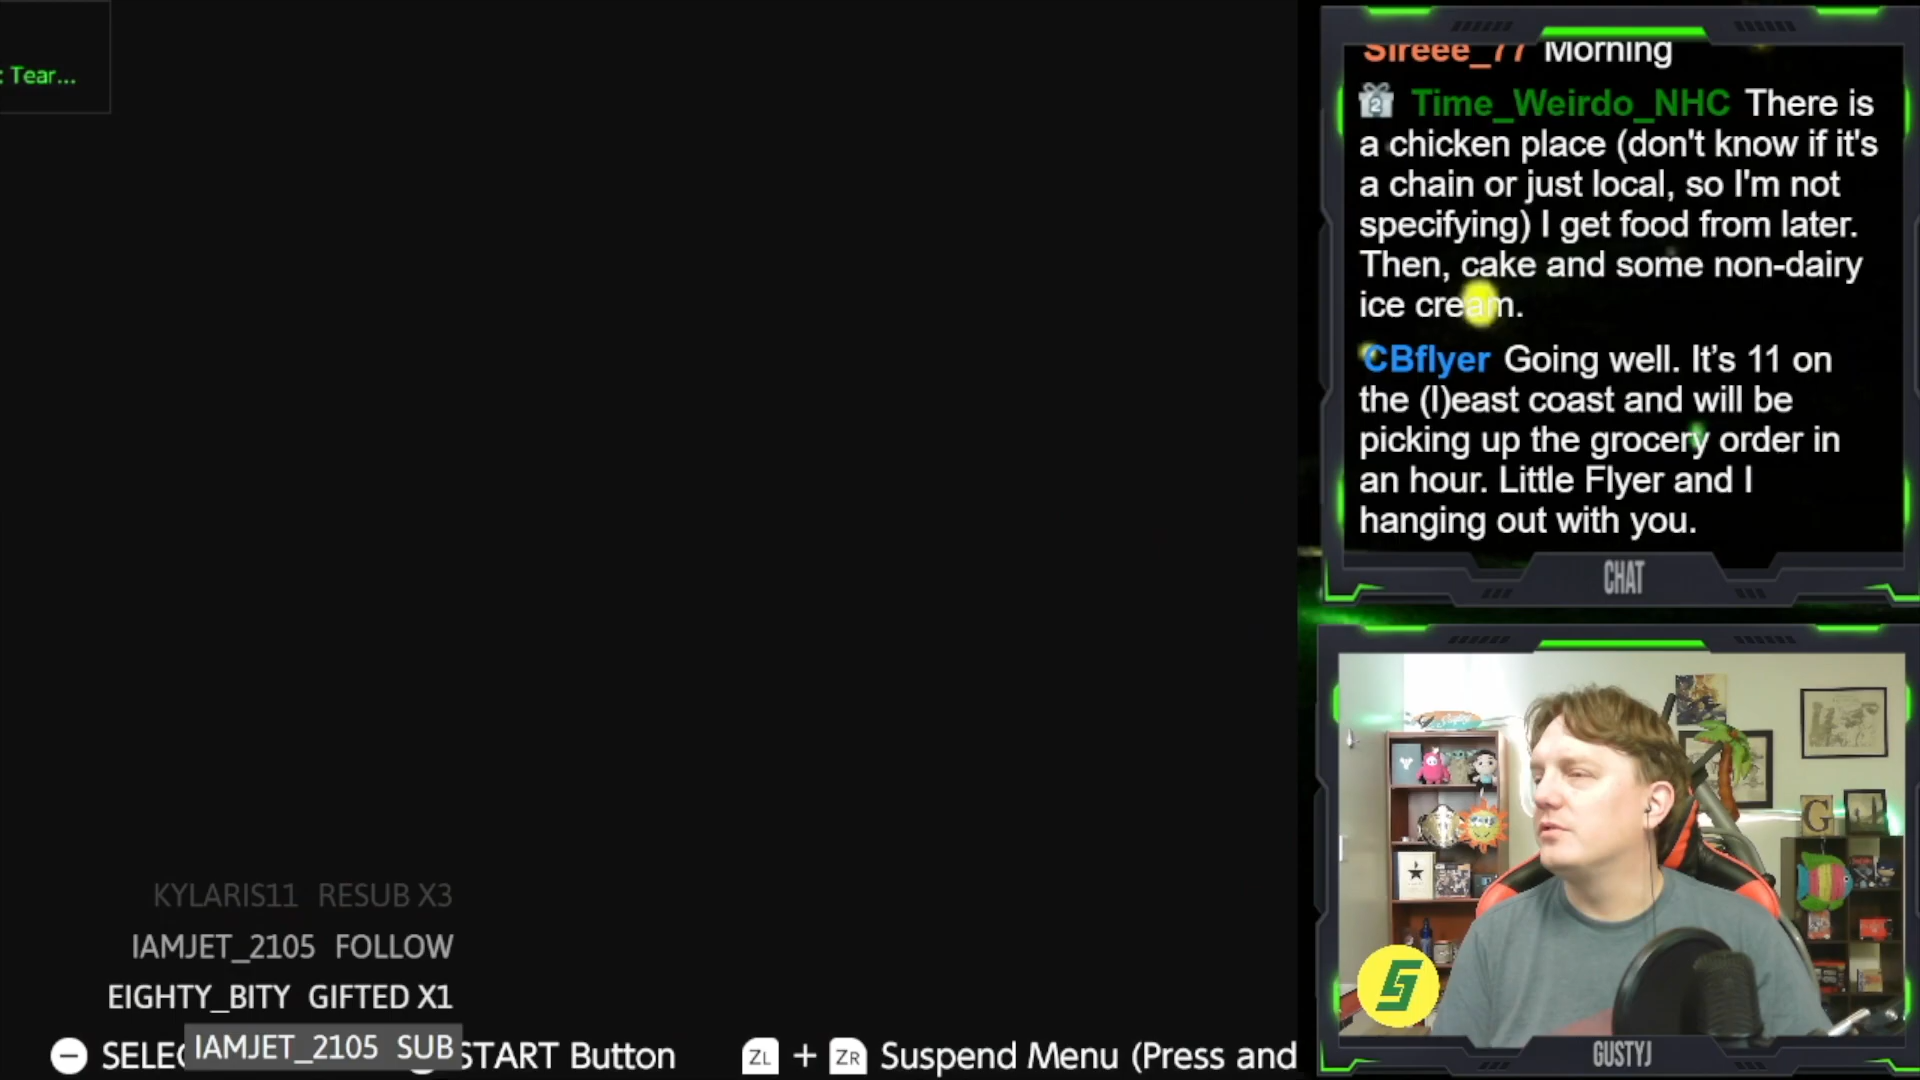 : Tear...
Sireee_77 Morning
2 Time_Weirdo_NHC There is
a chicken place (don't know if it's
a chain or just local, so I'm not
specifying) I get food from later.
Then, cake and some non-dairy
ice cream.
CBflyer Going well. It’s 11 on
the (l)east coast and will be
picking up the grocery order in
an hour. Little Flyer and I
hanging out with you.
CHAT
KYLARIS11 RESUB X3
IAMJET_2105 FOLLOW
EIGHTY_BITY GIFTED X1
IAMJET_2105 SUB
SELEC START Button ZL + ZR Suspend Menu (Press and
G
GUSTYJ